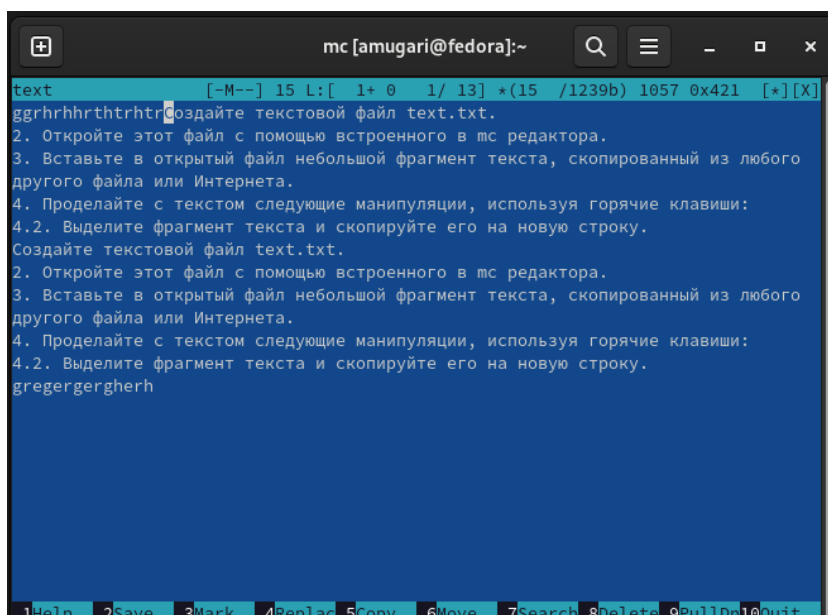 mc [amugari@fedora]:~
text [-M--] 15 L:[ 1+ 0 1/ 13] *(15 /1239b) 1057 0x421 [*][X]
ggrhrhhrthtrhtrСоздайте текстовой файл text.txt.
2. Откройте этот файл с помощью встроенного в mc редактора.
3. Вставьте в открытый файл небольшой фрагмент текста, скопированный из любого
другого файла или Интернета.
4. Проделайте с текстом следующие манипуляции, используя горячие клавиши:
4.2. Выделите фрагмент текста и скопируйте его на новую строку.
Создайте текстовой файл text.txt.
2. Откройте этот файл с помощью встроенного в mc редактора.
3. Вставьте в открытый файл небольшой фрагмент текста, скопированный из любого
другого файла или Интернета.
4. Проделайте с текстом следующие манипуляции, используя горячие клавиши:
4.2. Выделите фрагмент текста и скопируйте его на новую строку.
gregergergherh
1Help 2Save 3Mark 4Replac 5Copy 6Move 7Search 8Delete 9PullDn 10Quit